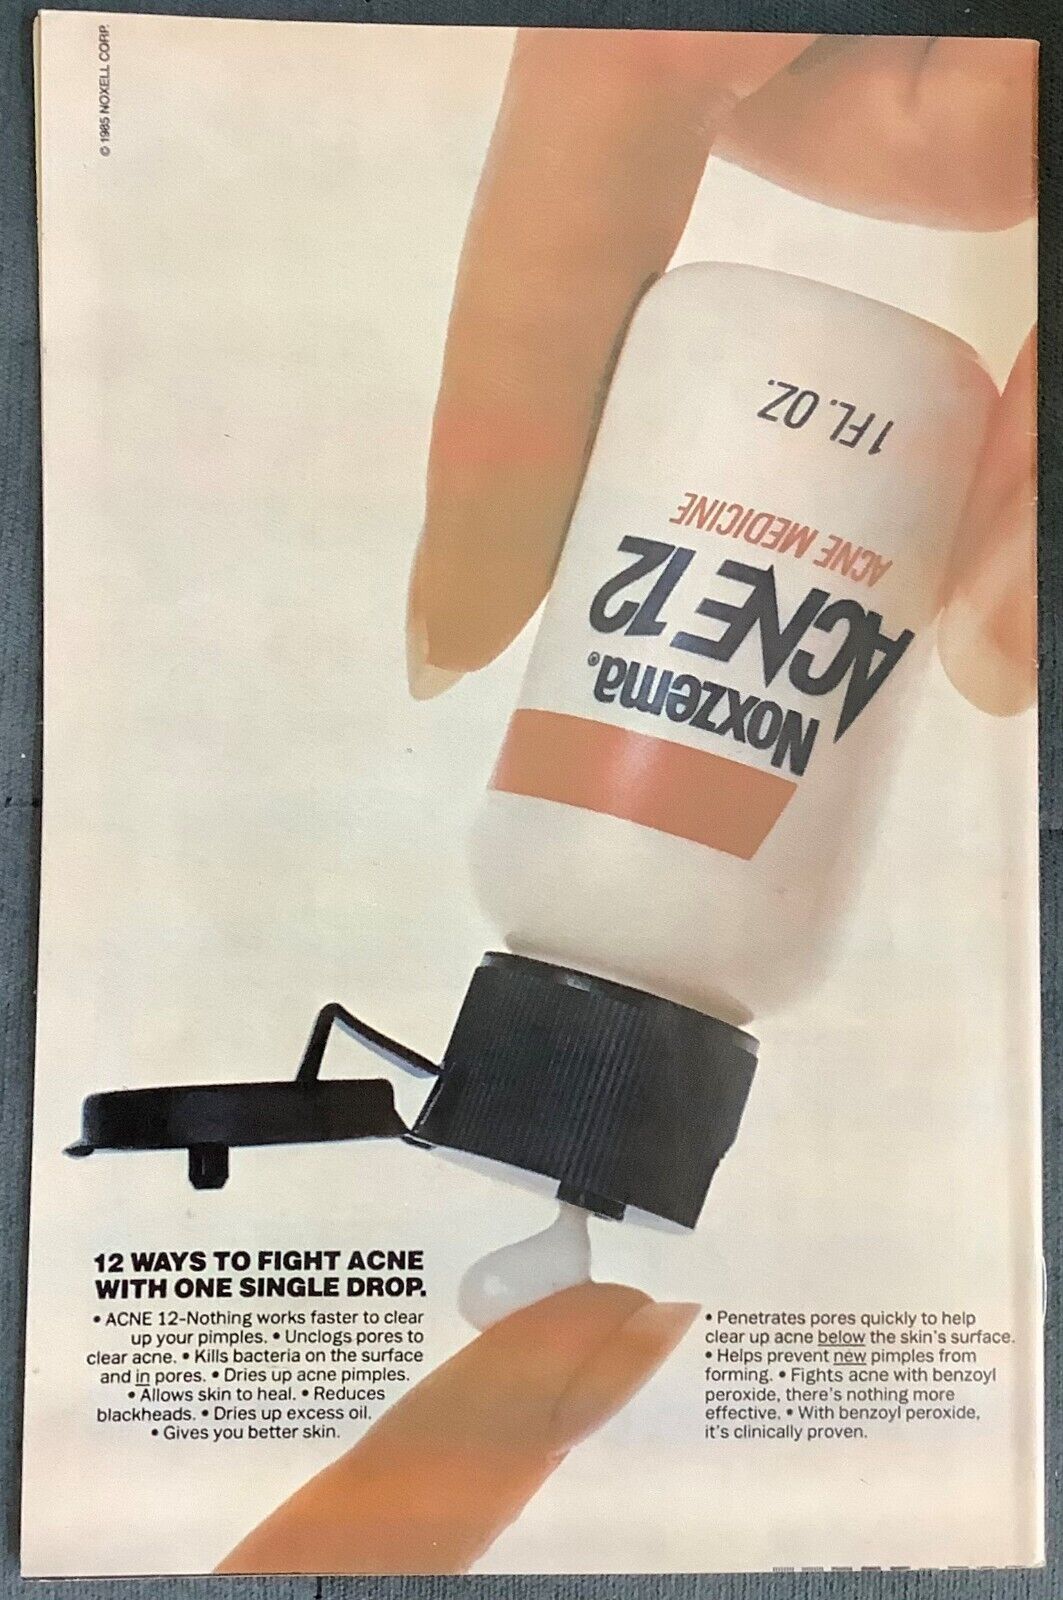 © 1985 NOXELL CORP.
1 FL. OZ.
ACNE MEDICINE
ACNE 12
Noxzema®
12 WAYS TO FIGHT ACNE
WITH ONE SINGLE DROP.
• ACNE 12-Nothing works faster to clear
up your pimples. • Unclogs pores to
clear acne. • Kills bacteria on the surface
and in pores. • Dries up acne pimples.
• Allows skin to heal. • Reduces
blackheads. • Dries up excess oil.
• Gives you better skin.
• Penetrates pores quickly to help
clear up acne below the skin's surface.
• Helps prevent new pimples from
forming. • Fights acne with benzoyl
peroxide, there's nothing more
effective. • With benzoyl peroxide,
it's clinically proven.